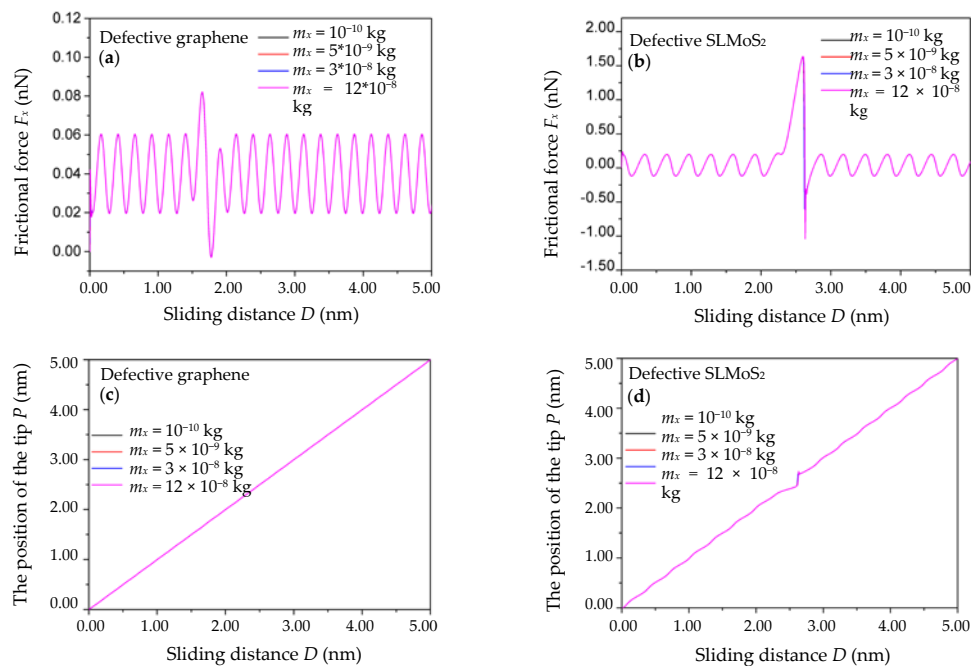 0.12
0.10
0.08
0.06
0.04
0.02
0.00
Frictional force Fx (nN)
Defective graphene
(a)
mx = 10⁻¹⁰ kg
mx = 5*10⁻⁹ kg
mx = 3*10⁻⁸ kg
mx = 12*10⁻⁸
kg
0.00 1.00 2.00 3.00 4.00 5.00
Sliding distance D (nm)
2.00
1.50
1.00
0.50
0.00
-0.50
-1.00
-1.50
Frictional force Fx (nN)
Defective SLMoS₂
(b)
mx = 10⁻¹⁰ kg
mx = 5 × 10⁻⁹ kg
mx = 3 × 10⁻⁸ kg
mx = 12 × 10⁻⁸
kg
0.00 1.00 2.00 3.00 4.00 5.00
Sliding distance D (nm)
5.00
4.00
3.00
2.00
1.00
0.00
The position of the tip P (nm)
Defective graphene
(c)
mx = 10⁻¹⁰ kg
mx = 5 × 10⁻⁹ kg
mx = 3 × 10⁻⁸ kg
mx = 12 × 10⁻⁸ kg
0.00 1.00 2.00 3.00 4.00 5.00
Sliding distance D (nm)
5.00
4.00
3.00
2.00
1.00
0.00
The position of the tip P (nm)
Defective SLMoS₂
(d)
mx = 10⁻¹⁰ kg
mx = 5 × 10⁻⁹ kg
mx = 3 × 10⁻⁸ kg
mx = 12 × 10⁻⁸
kg
0.00 1.00 2.00 3.00 4.00 5.00
Sliding distance D (nm)